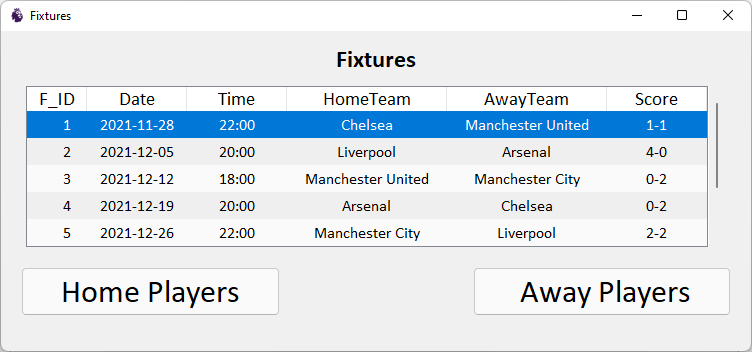 Fixtures
Fixtures
F_ID Date Time HomeTeam AwayTeam Score
1 2021-11-28 22:00 Chelsea Manchester United 1-1
2 2021-12-05 20:00 Liverpool Arsenal 4-0
3 2021-12-12 18:00 Manchester United Manchester City 0-2
4 2021-12-19 20:00 Arsenal Chelsea 0-2
5 2021-12-26 22:00 Manchester City Liverpool 2-2
Home Players Away Players